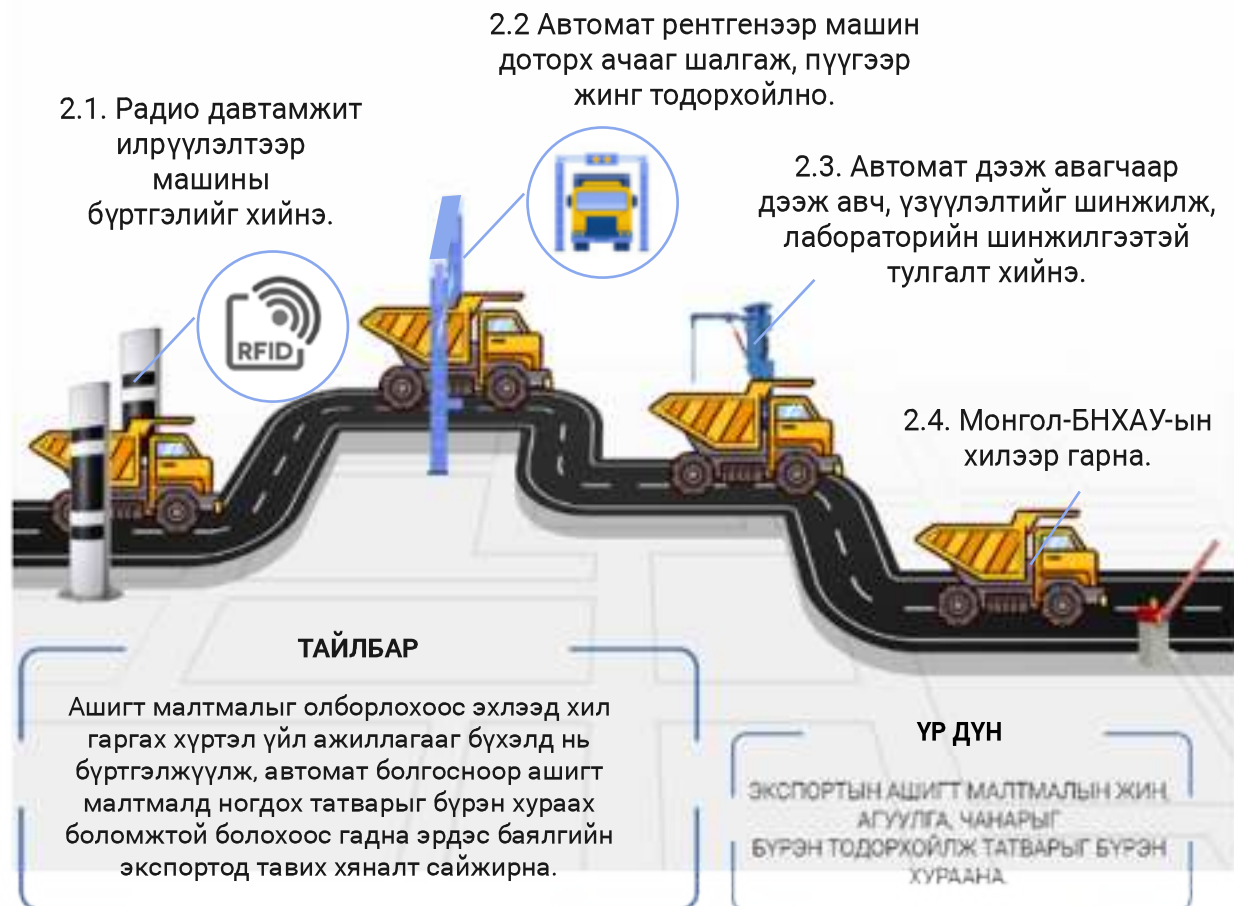 2.2 Автомат рентгенээр машин
доторх ачааг шалгаж, пүүгээр
жинг тодорхойлно.
2.1. Радио давтамжит
илрүүлэлтээр
машины
бүртгэлийг хийнэ.
2.3. Автомат дээж авагчаар
дээж авч, үзүүлэлтийг шинжилж,
лабораторийн шинжилгээтэй
тулгалт хийнэ.
RFID
2.4. Монгол-БНХАУ-ын
хилээр гарна.
ТАЙЛБАР
Ашигт малтмалыг олборлохоос эхлээд хил
гаргах хүртэл үйл ажиллагааг бүхэлд нь
бүртгэлжүүлж, автомат болгосноор ашигт
малтмалд ногдох татварыг бүрэн хураах
боломжтой болохоос гадна эрдэс баялгийн
экспортод тавих хяналт сайжирна.
ҮР ДҮН
ЭКСПОРТЫН АШИГТ МАЛТМАЛЫН ЖИН,
АГУУЛГА, ЧАНАРЫГ
БҮРЭН ТОДОРХОЙЛЖ ТАТВАРЫГ БҮРЭН
ХУРААНА.